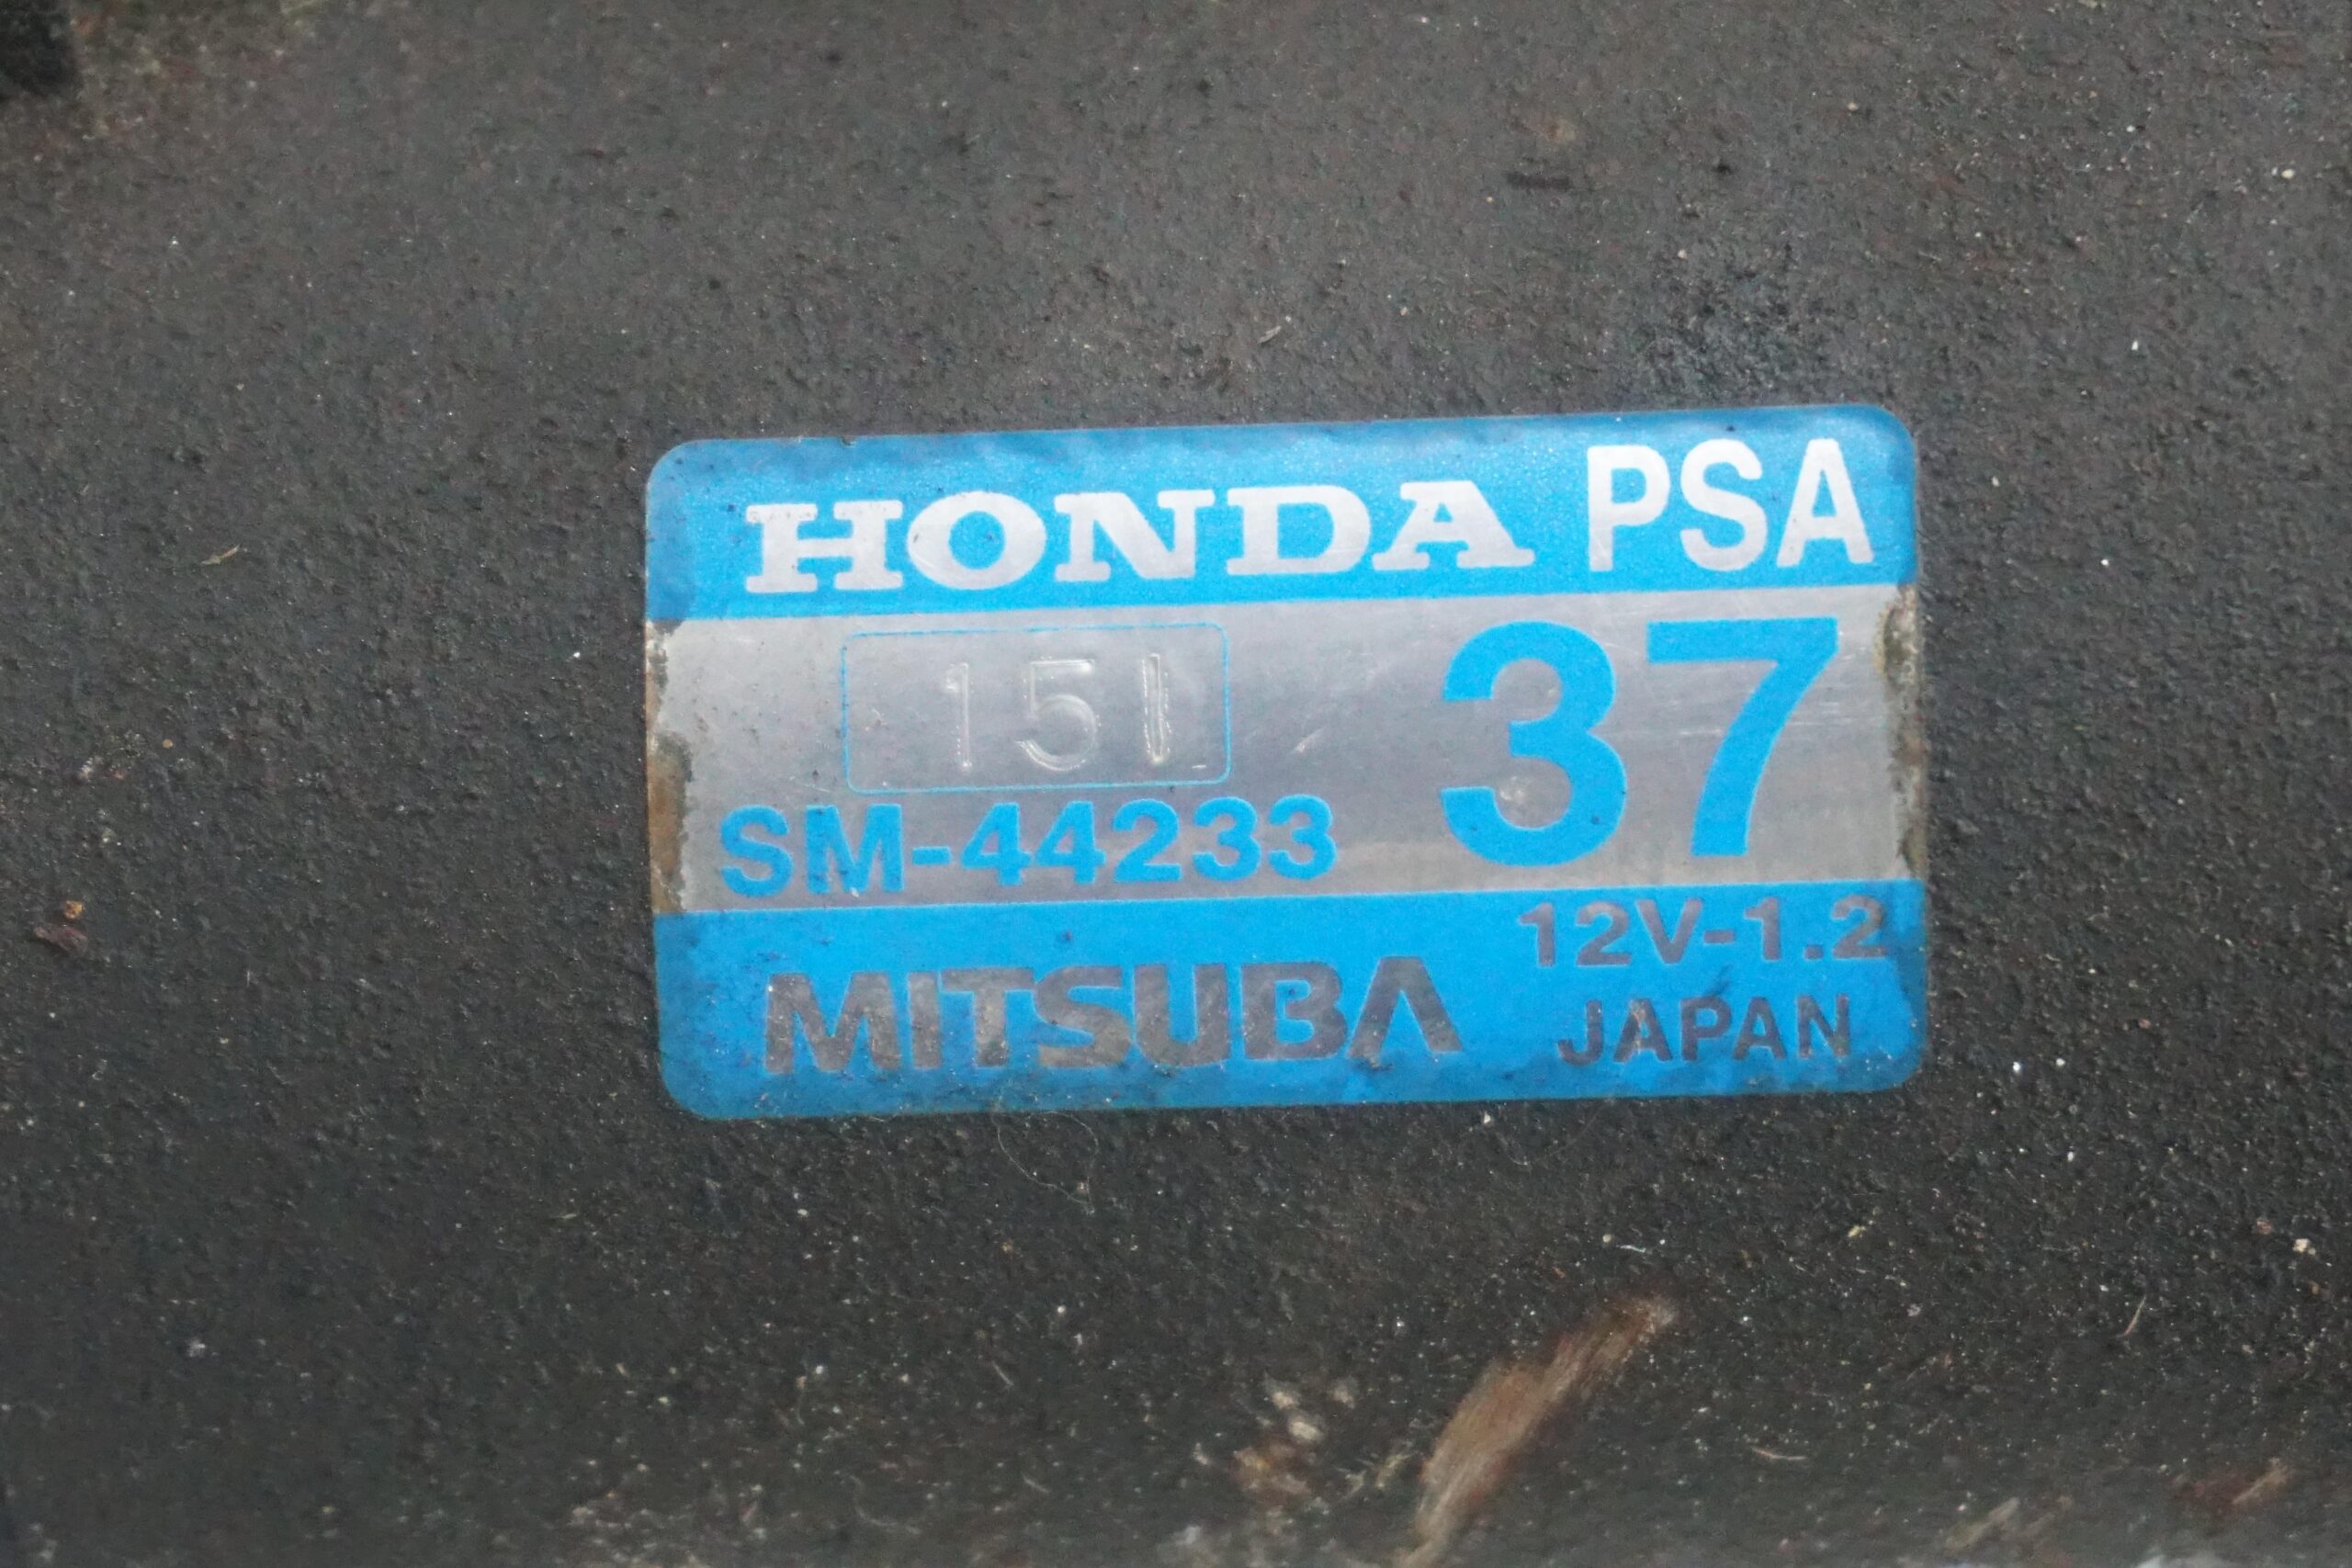 HONDA PSA
151
37
SM-44233
12V-1.2
MITSUBA
JAPAN